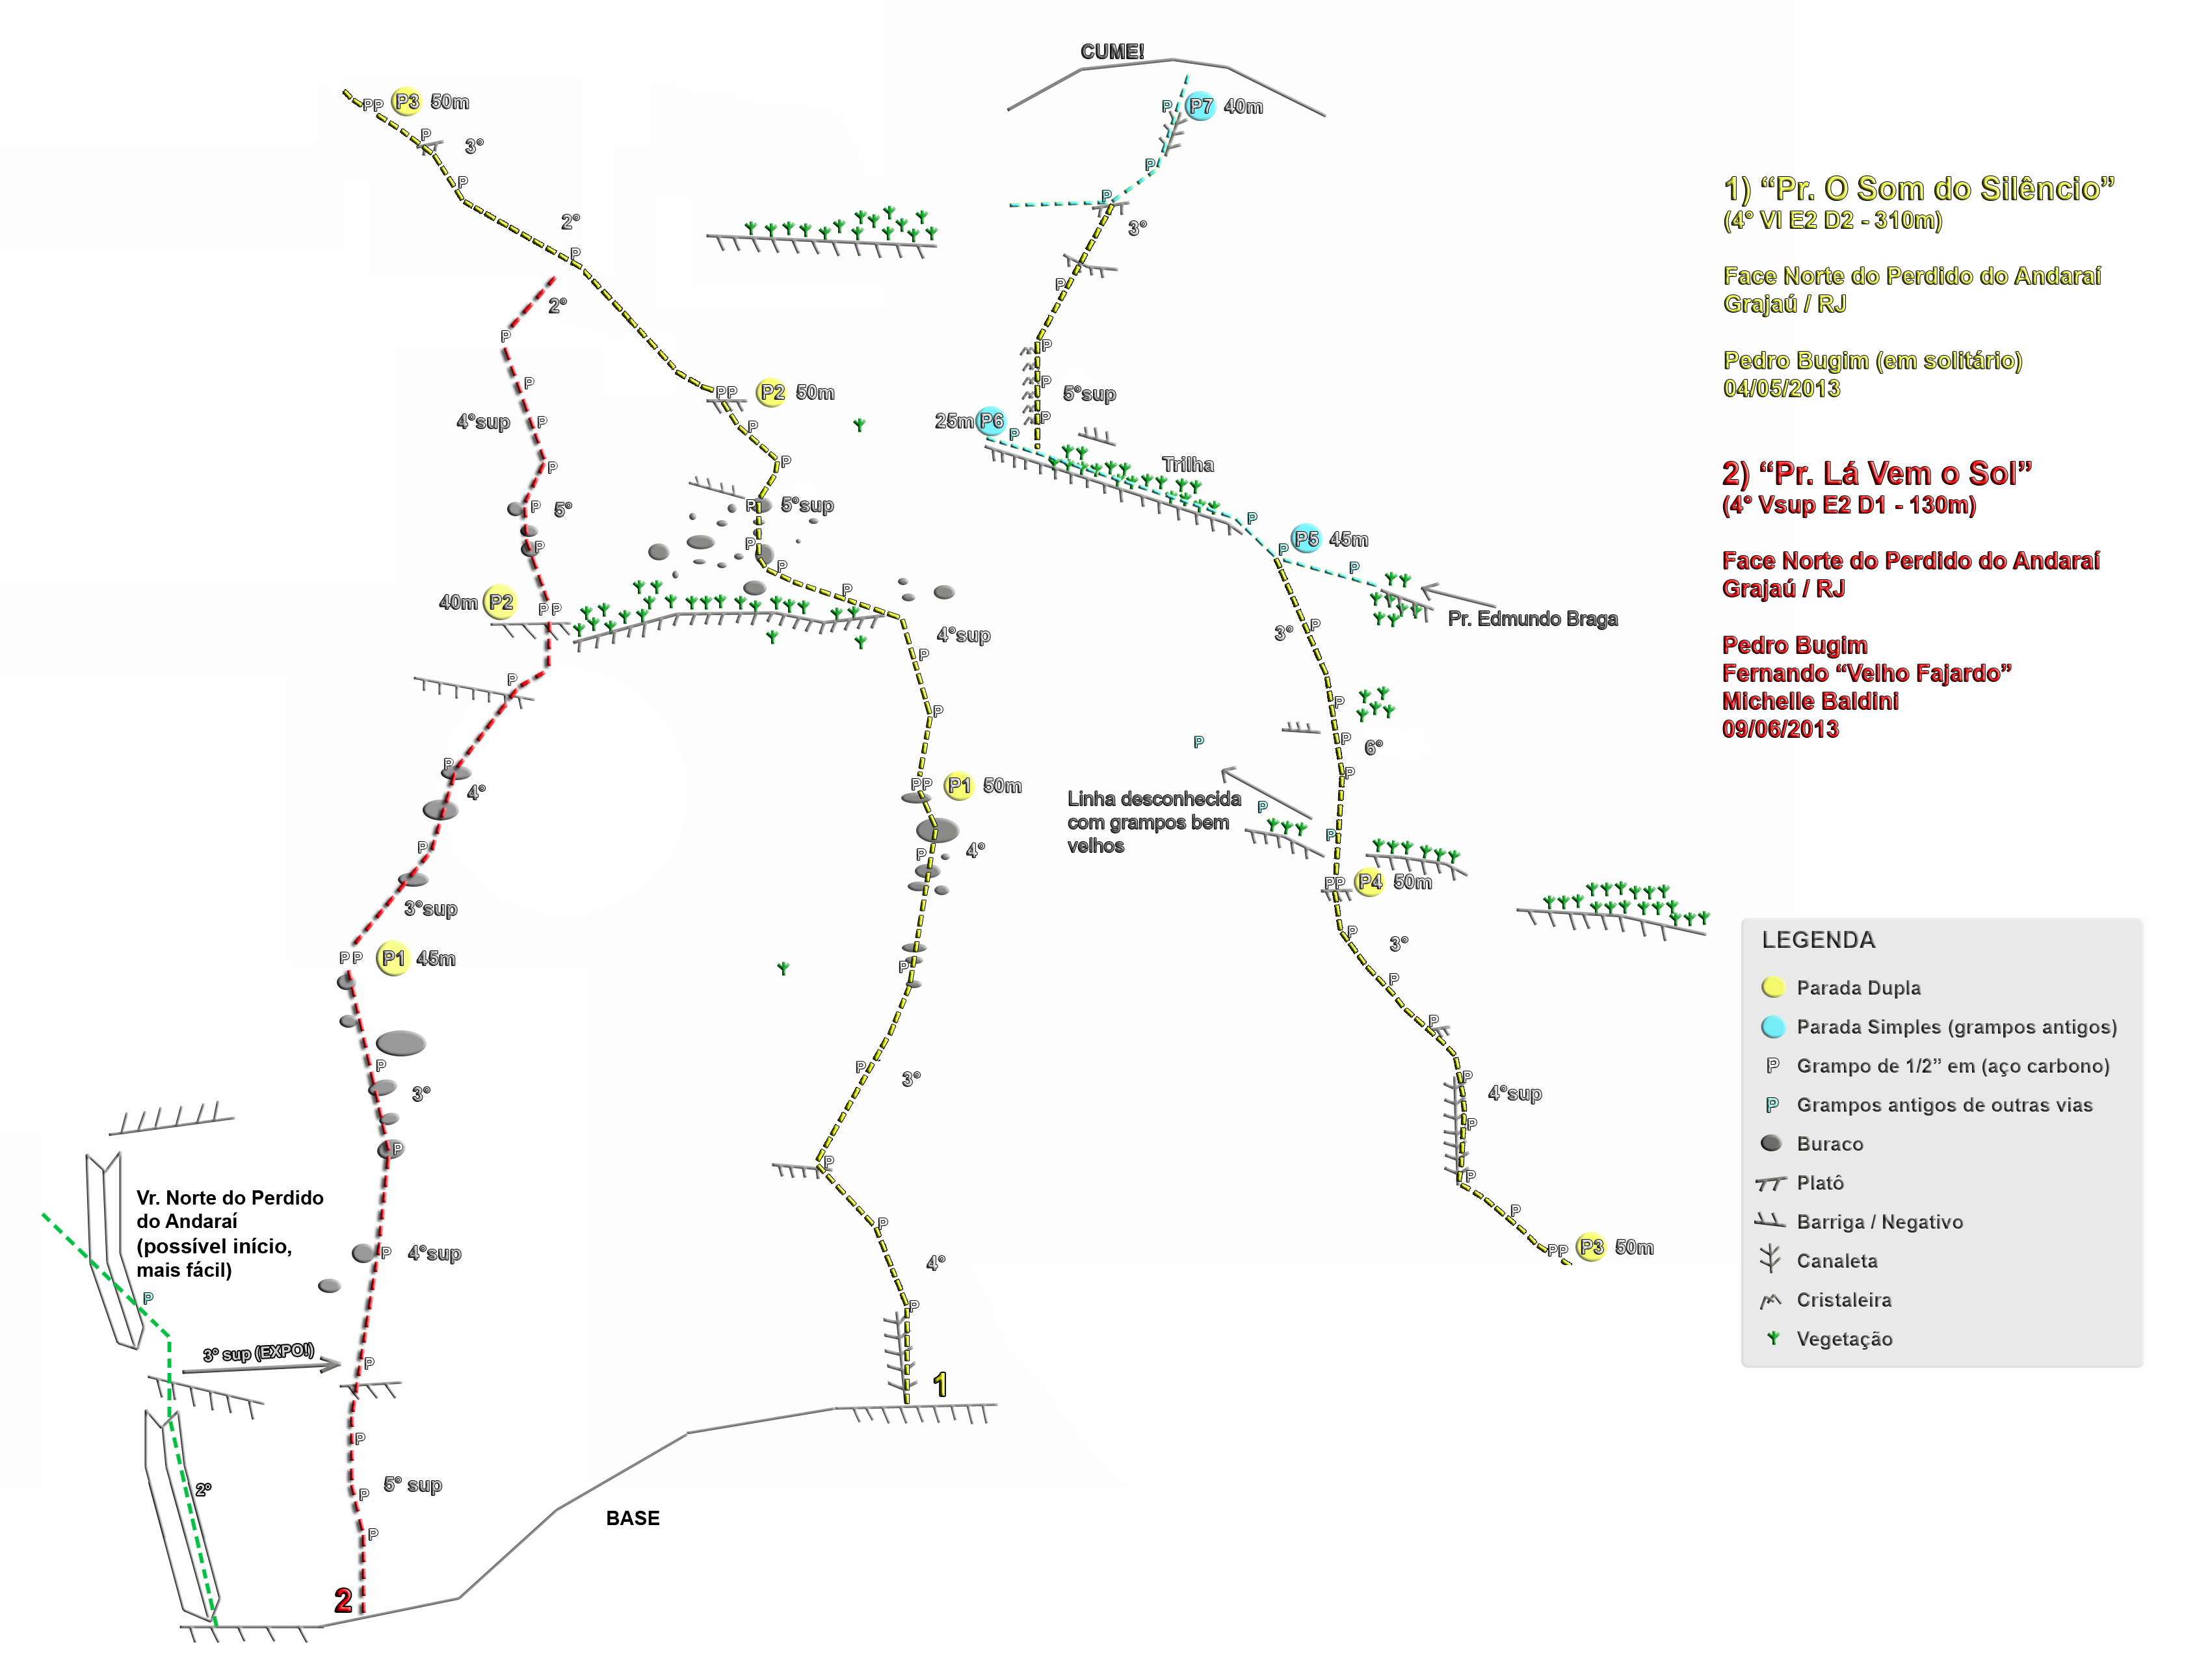 CUME!
PP P3 50m
P
3°
P
2°
P
2°
P
P
4°sup
P
P
P
5°
P
40m P2
PP
P
P
4°
P
3°sup
PP P1 45m
P
3°
P
P
4°sup
P
P
5° sup
P
P
2
Vr. Norte do Perdido
do Andaraí
(possível início,
mais fácil)
P
3° sup (EXPO!)
2°
BASE
PP P2 50m
P
P
P
5°sup
P
P
P
4°sup
P
P
PP P1 50m
P
4°
P
P
3°
P
P
4°
P
1
P
P7 40m
P
P
3°
P
P
P
5°sup
P
25m P6
P
Trilha
P
P
P5 45m
P
Pr. Edmundo Braga
3°
P
P
P
6°
P
P
Linha desconhecida
com grampos bem
velhos
P
P
PP P4 50m
P
3°
P
P
P
4°sup
P
P
P
PP P3 50m
1) “Pr. O Som do Silêncio”
(4° VI E2 D2 - 310m)
Face Norte do Perdido do Andaraí
Grajaú / RJ
Pedro Bugim (em solitário)
04/05/2013
2) “Pr. Lá Vem o Sol”
(4° Vsup E2 D1 - 130m)
Face Norte do Perdido do Andaraí
Grajaú / RJ
Pedro Bugim
Fernando “Velho Fajardo”
Michelle Baldini
09/06/2013
LEGENDA
Parada Dupla
Parada Simples (grampos antigos)
P Grampo de 1/2” em (aço carbono)
P Grampos antigos de outras vias
Buraco
Platô
Barriga / Negativo
Canaleta
Cristaleira
Vegetação